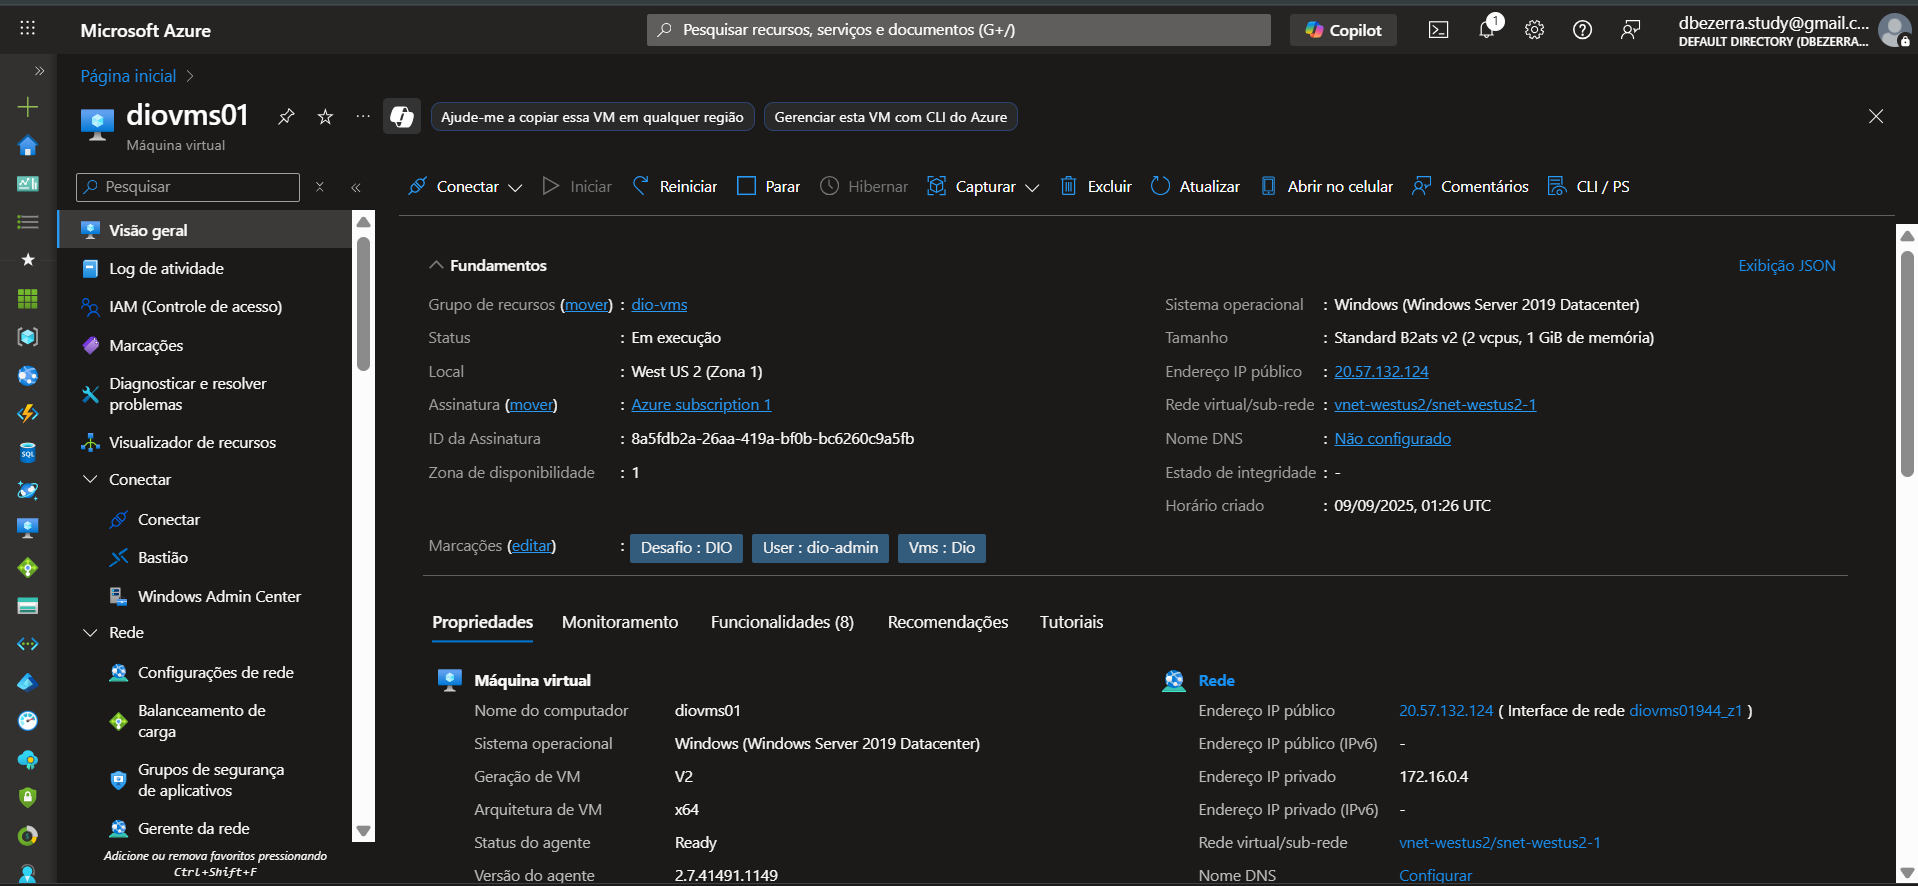 Microsoft Azure
Pesquisar recursos, serviços e documentos (G+/)
Copilot
1
dbezerra.study@gmail.c...
DEFAULT DIRECTORY (DBEZERRA...
Página inicial
diovms01
Máquina virtual
Ajude-me a copiar essa VM em qualquer região
Gerenciar esta VM com CLI do Azure
Pesquisar
Conectar
Iniciar
Reiniciar
Parar
Hibernar
Capturar
Excluir
Atualizar
Abrir no celular
Comentários
CLI / PS
Visão geral
Log de atividade
IAM (Controle de acesso)
Marcações
Diagnosticar e resolver
problemas
Visualizador de recursos
Conectar
Conectar
Bastião
Windows Admin Center
Rede
Configurações de rede
Balanceamento de
carga
Grupos de segurança
de aplicativos
Gerente da rede
Adicione ou remova favoritos pressionando
Ctrl+Shift+F
Fundamentos
Exibição JSON
Grupo de recursos (mover) : dio-vms
Status : Em execução
Local : West US 2 (Zona 1)
Assinatura (mover) : Azure subscription 1
ID da Assinatura : 8a5fdb2a-26aa-419a-bf0b-bc6260c9a5fb
Zona de disponibilidade : 1
Sistema operacional : Windows (Windows Server 2019 Datacenter)
Tamanho : Standard B2ats v2 (2 vcpus, 1 GiB de memória)
Endereço IP público : 20.57.132.124
Rede virtual/sub-rede : vnet-westus2/snet-westus2-1
Nome DNS : Não configurado
Estado de integridade : -
Horário criado : 09/09/2025, 01:26 UTC
Marcações (editar) : Desafio : DIO User : dio-admin Vms : Dio
Propriedades Monitoramento Funcionalidades (8) Recomendações Tutoriais
Máquina virtual
Nome do computador diovms01
Sistema operacional Windows (Windows Server 2019 Datacenter)
Geração de VM V2
Arquitetura de VM x64
Status do agente Ready
Versão do agente 2.7.41491.1149
Rede
Endereço IP público 20.57.132.124 ( Interface de rede diovms01944_z1 )
Endereço IP público (IPv6) -
Endereço IP privado 172.16.0.4
Endereço IP privado (IPv6) -
Rede virtual/sub-rede vnet-westus2/snet-westus2-1
Nome DNS Configurar